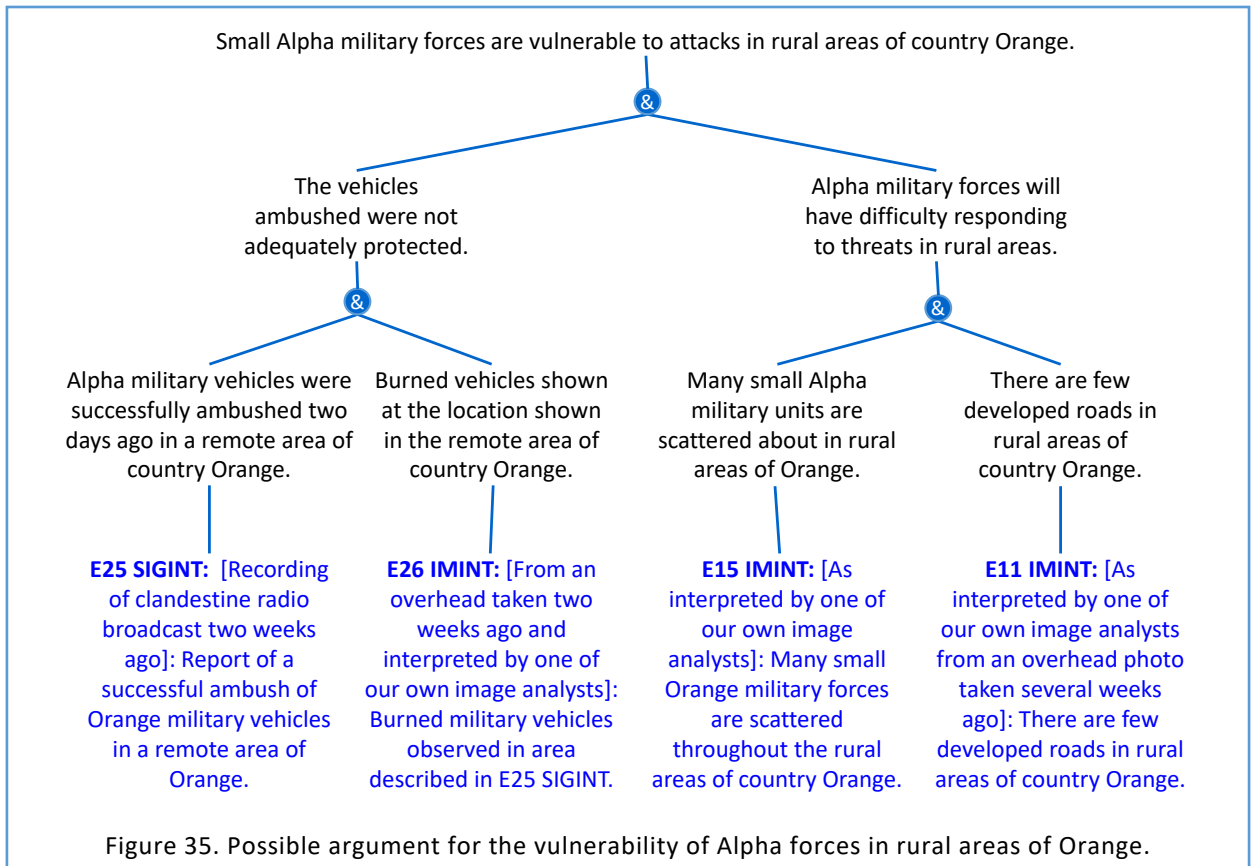 Small Alpha military forces are vulnerable to attacks in rural areas of country Orange.
&
The vehicles
ambushed were not
adequately protected.
Alpha military forces will
have difficulty responding
to threats in rural areas.
&
&
Alpha military vehicles were
successfully ambushed two
days ago in a remote area of
country Orange.
Burned vehicles shown
at the location shown
in the remote area of
country Orange.
Many small Alpha
military units are
scattered about in rural
areas of Orange.
There are few
developed roads in
rural areas of
country Orange.
E25 SIGINT: [Recording
of clandestine radio
broadcast two weeks
ago]: Report of a
successful ambush of
Orange military vehicles
in a remote area of
Orange.
E26 IMINT: [From an
overhead taken two
weeks ago and
interpreted by one of
our own image analysts]:
Burned military vehicles
observed in area
described in E25 SIGINT.
E15 IMINT: [As
interpreted by one of
our own image
analysts]: Many small
Orange military forces
are scattered
throughout the rural
areas of country Orange.
E11 IMINT: [As
interpreted by one of
our own image analysts
from an overhead photo
taken several weeks
ago]: There are few
developed roads in rural
areas of country Orange.
Figure 35. Possible argument for the vulnerability of Alpha forces in rural areas of Orange.